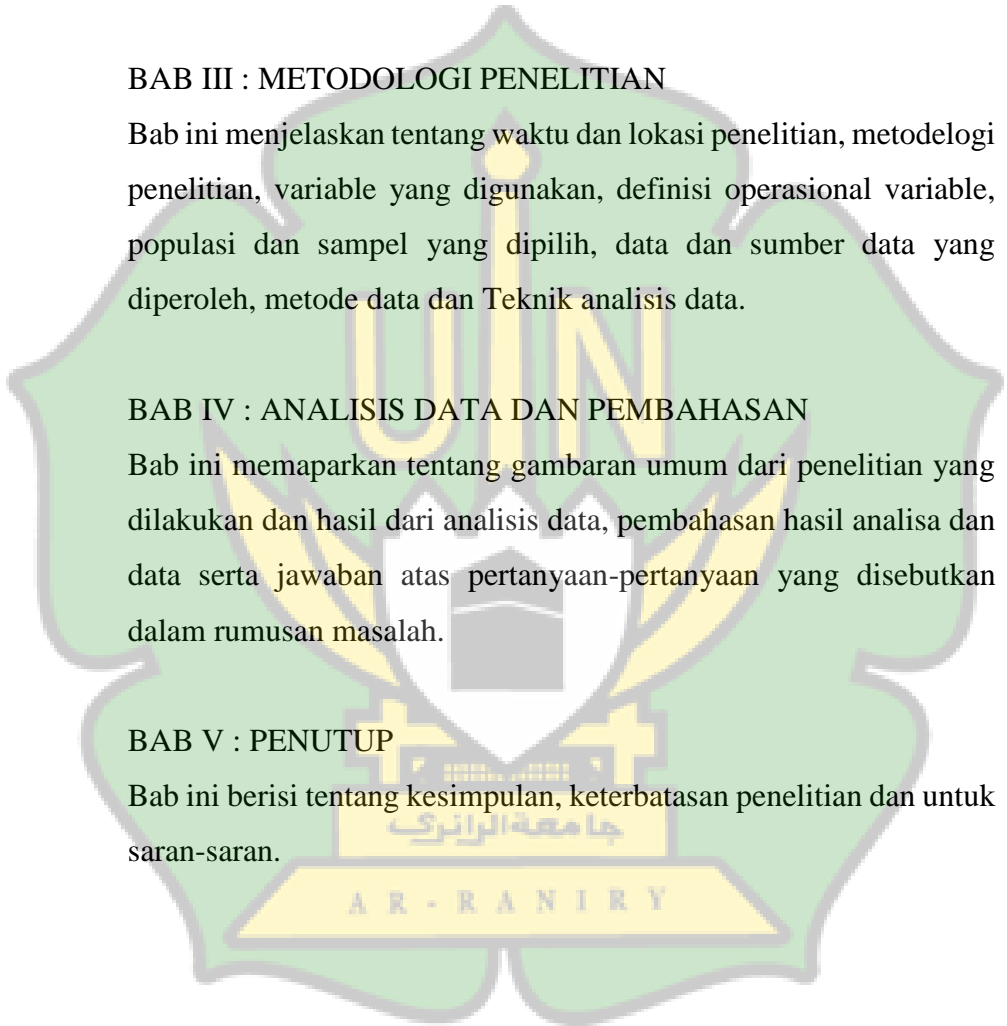 BAB III : METODOLOGI PENELITIAN
Bab ini menjelaskan tentang waktu dan lokasi penelitian, metodelogi
penelitian, variable yang digunakan, definisi operasional variable,
populasi dan sampel yang dipilih, data dan sumber data yang
diperoleh, metode data dan Teknik analisis data.
UIN
BAB IV : ANALISIS DATA DAN PEMBAHASAN
Bab ini memaparkan tentang gambaran umum dari penelitian yang
dilakukan dan hasil dari analisis data, pembahasan hasil analisa dan
data serta jawaban atas pertanyaan-pertanyaan yang disebutkan
dalam rumusan masalah.
BAB V : PENUTUP
Bab ini berisi tentang kesimpulan, keterbatasan penelitian dan untuk
جامعة الرانري
saran-saran.
AR-RANIRY